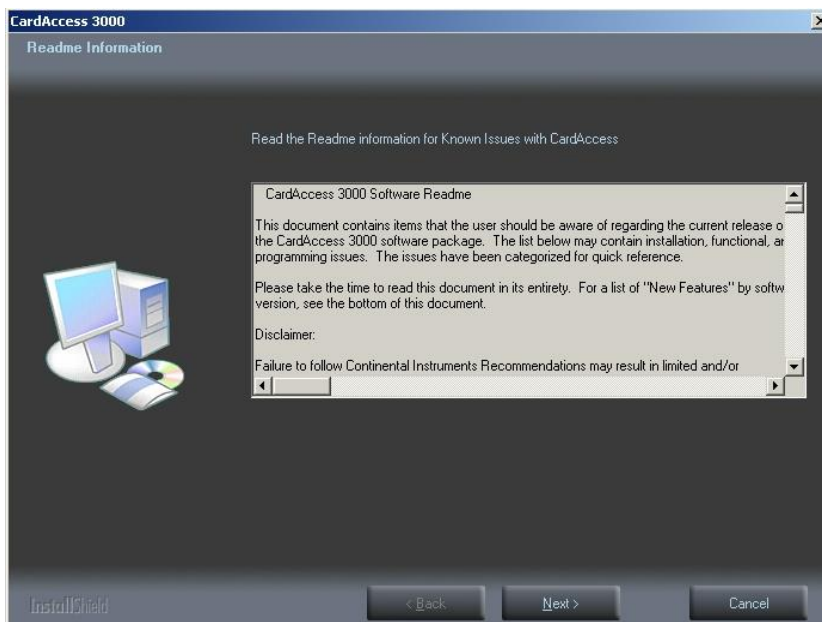 CardAccess 3000
Readme Information
Read the Readme information for Known Issues with CardAccess
CardAccess 3000 Software Readme
This document contains items that the user should be aware of regarding the current release o
the CardAccess 3000 software package. The list below may contain installation, functional, ar
programming issues. The issues have been categorized for quick reference.
Please take the time to read this document in its entirety. For a list of "New Features" by softw
version, see the bottom of this document.
Disclaimer:
Failure to follow Continental Instruments Recommendations may result in limited and/or
InstallShield
< Back
Next >
Cancel